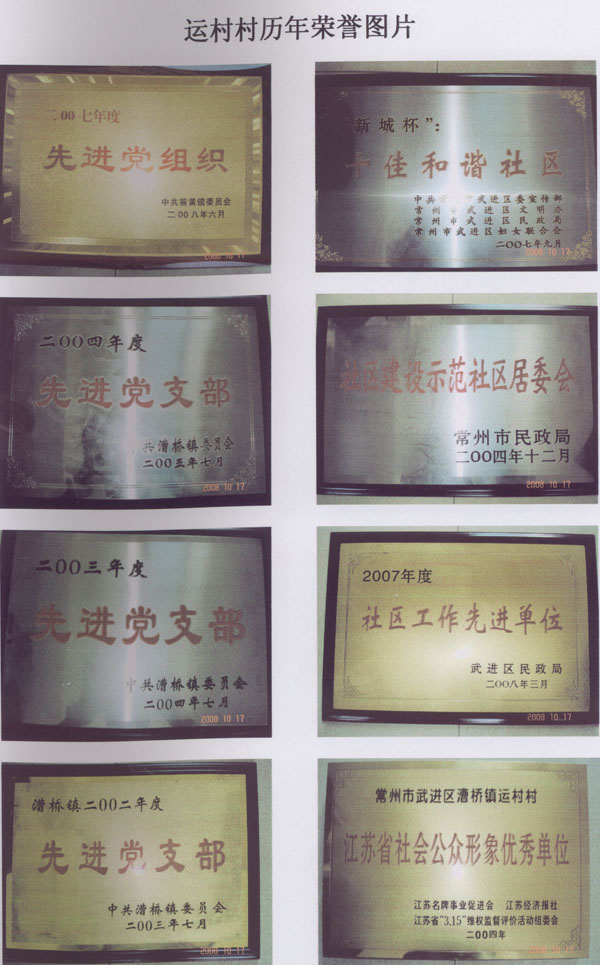 运村村历年荣誉图片
二00七年度
先进党组织
中共前黄镇委员会
二00八年六月
2008 10 17
"新城杯"：
十佳和谐社区
中共 市武进区委宣传部
常州市武进区文明办
常州市武进区民政局
常州市武进区妇女联合会
二00七年九月
2008 10 17
二00四年度
先进党支部
中共漕桥镇委员会
二00五年七月
2008 10 17
社区建设示范社区居委会
常州市民政局
二00四年十二月
2008 10 17
二00三年度
先进党支部
中共漕桥镇委员会
二00四年七月
2008 10 17
2007年度
社区工作先进单位
武进区民政局
二00八年三月
2008 10 17
漕桥镇二00二年度
先进党支部
中共漕桥镇委员会
二00三年七月
2008 10 17
常州市武进区漕桥镇运村村
江苏省社会公众形象优秀单位
江苏名牌事业促进会 江苏经济报社
江苏省"3.15"维权监督评价活动组委会
二00四年
2008 10 17